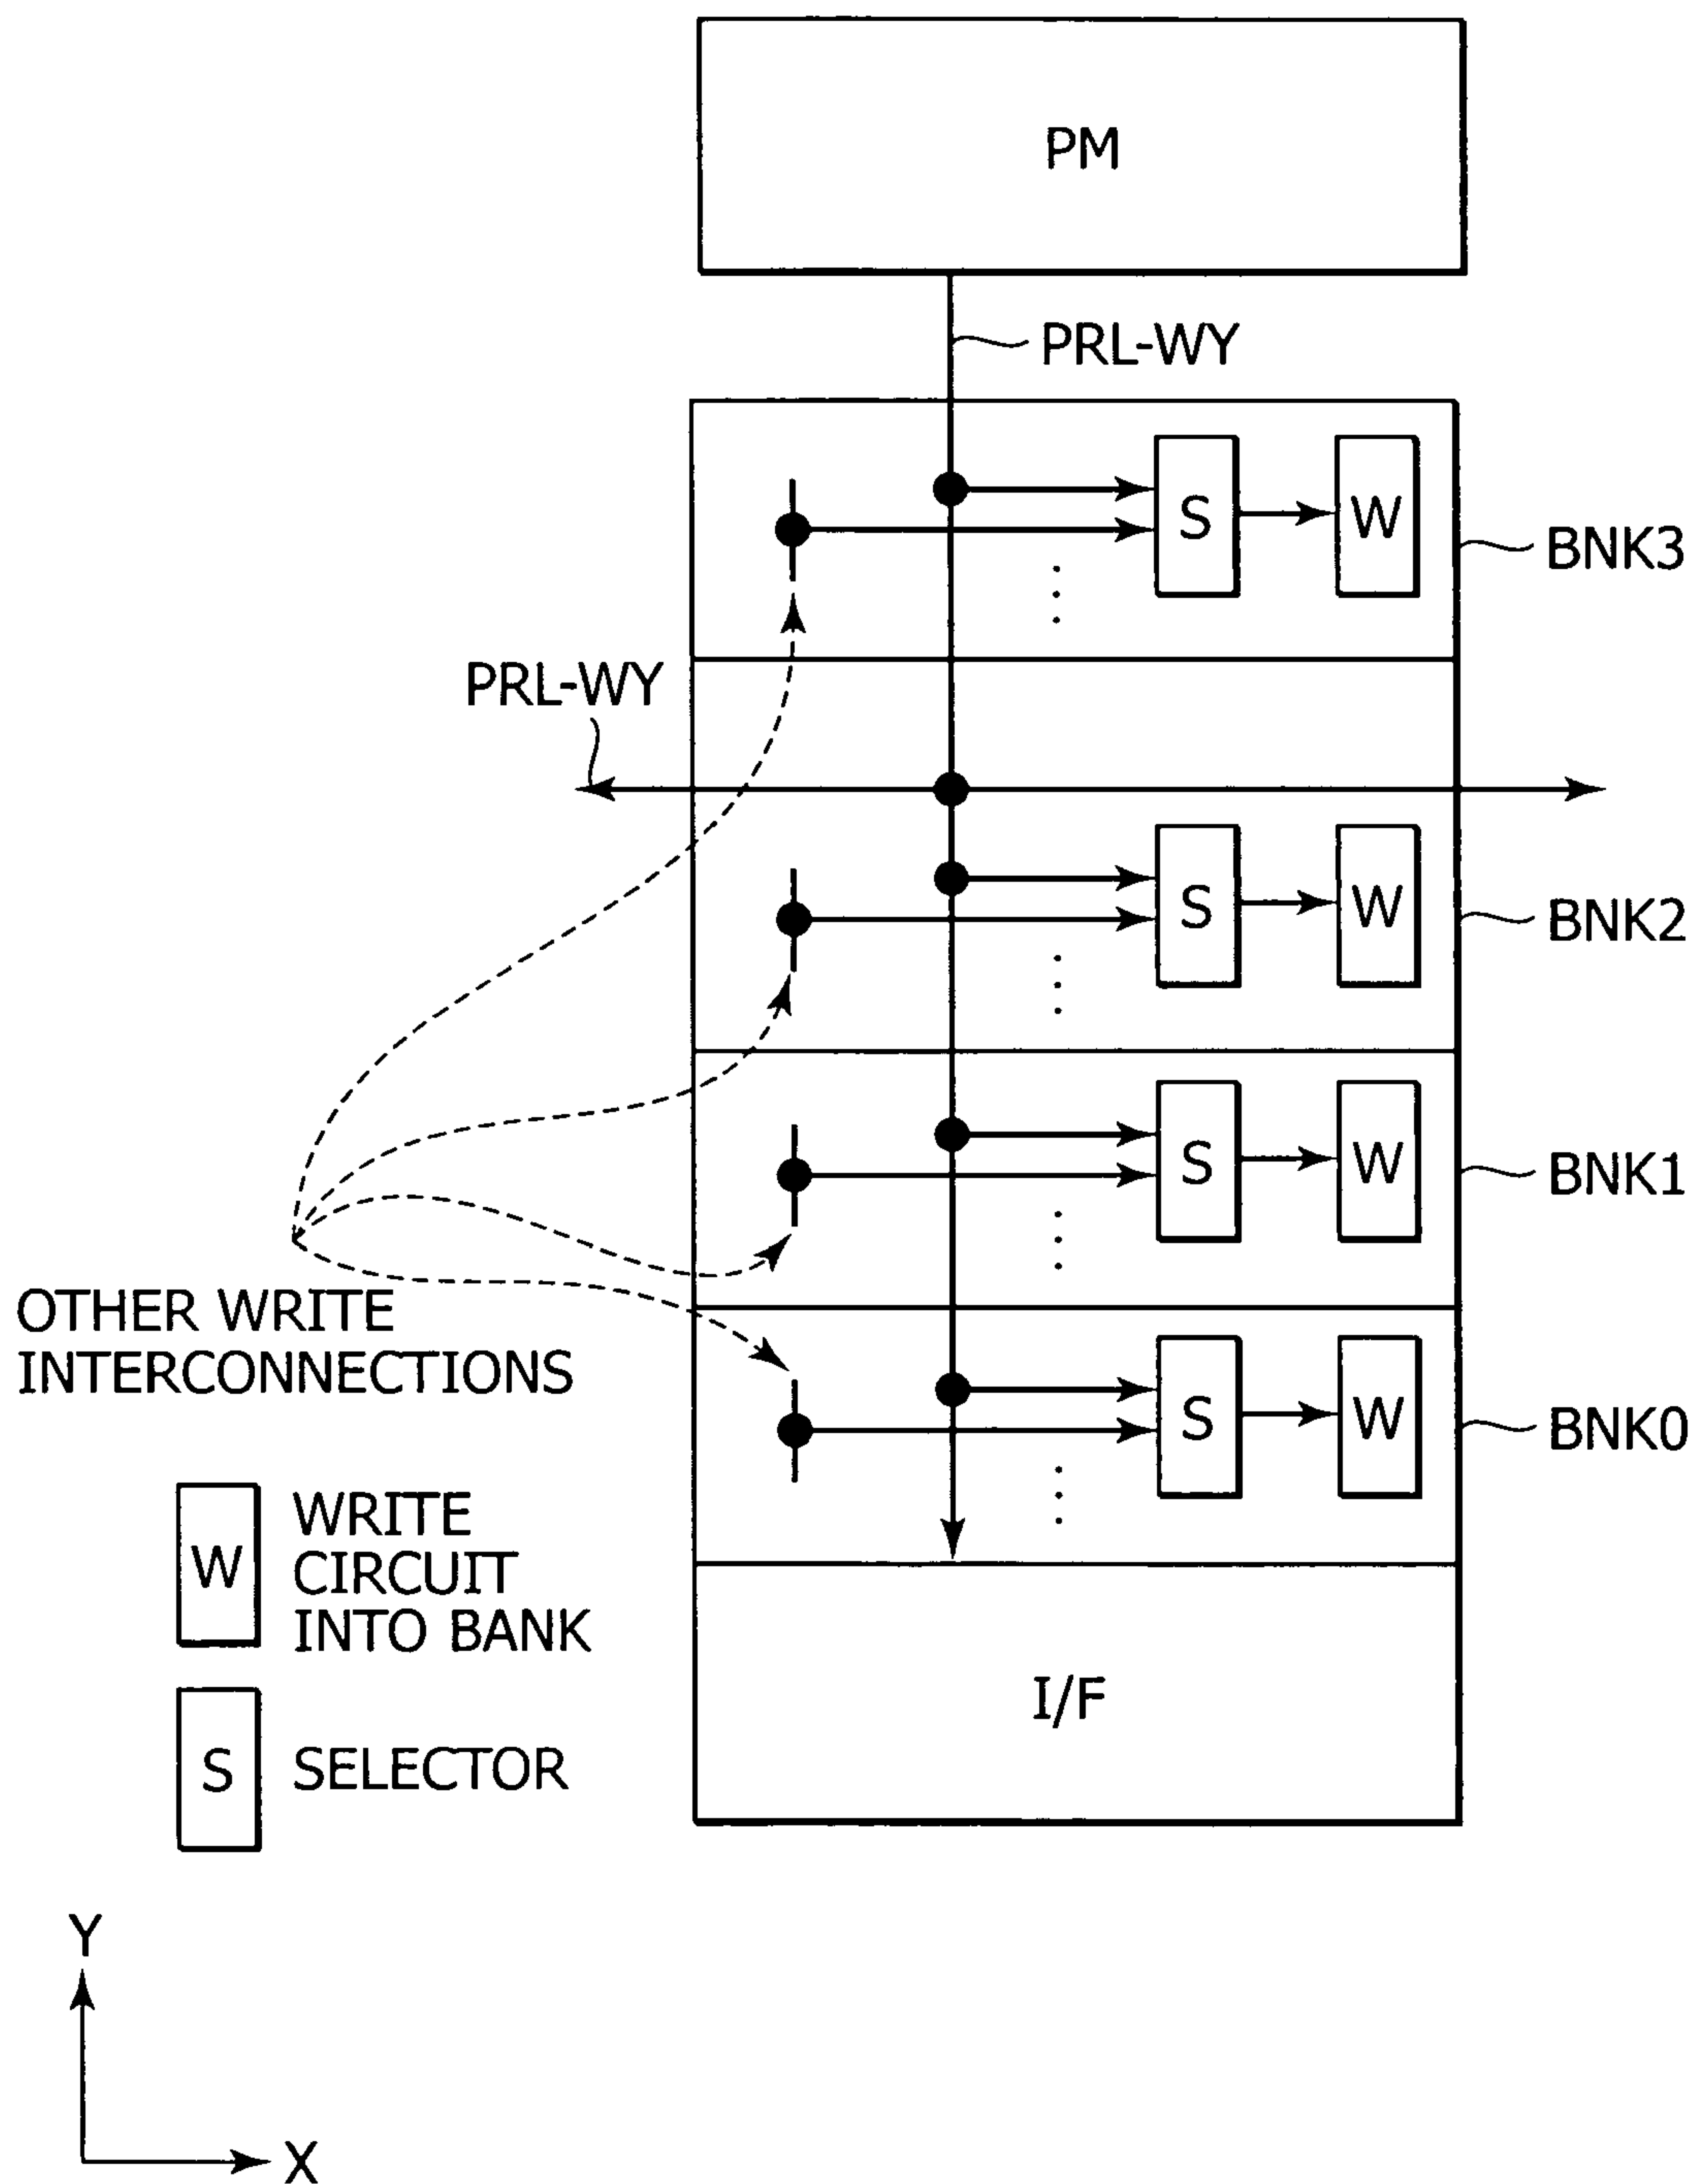 PM
PRL-WY
S
W
BNK3
PRL-WY
S
W
BNK2
S
W
BNK1
OTHER WRITE
INTERCONNECTIONS
S
W
BNK0
W
WRITE
CIRCUIT
INTO BANK
I/F
S
SELECTOR
Y
X